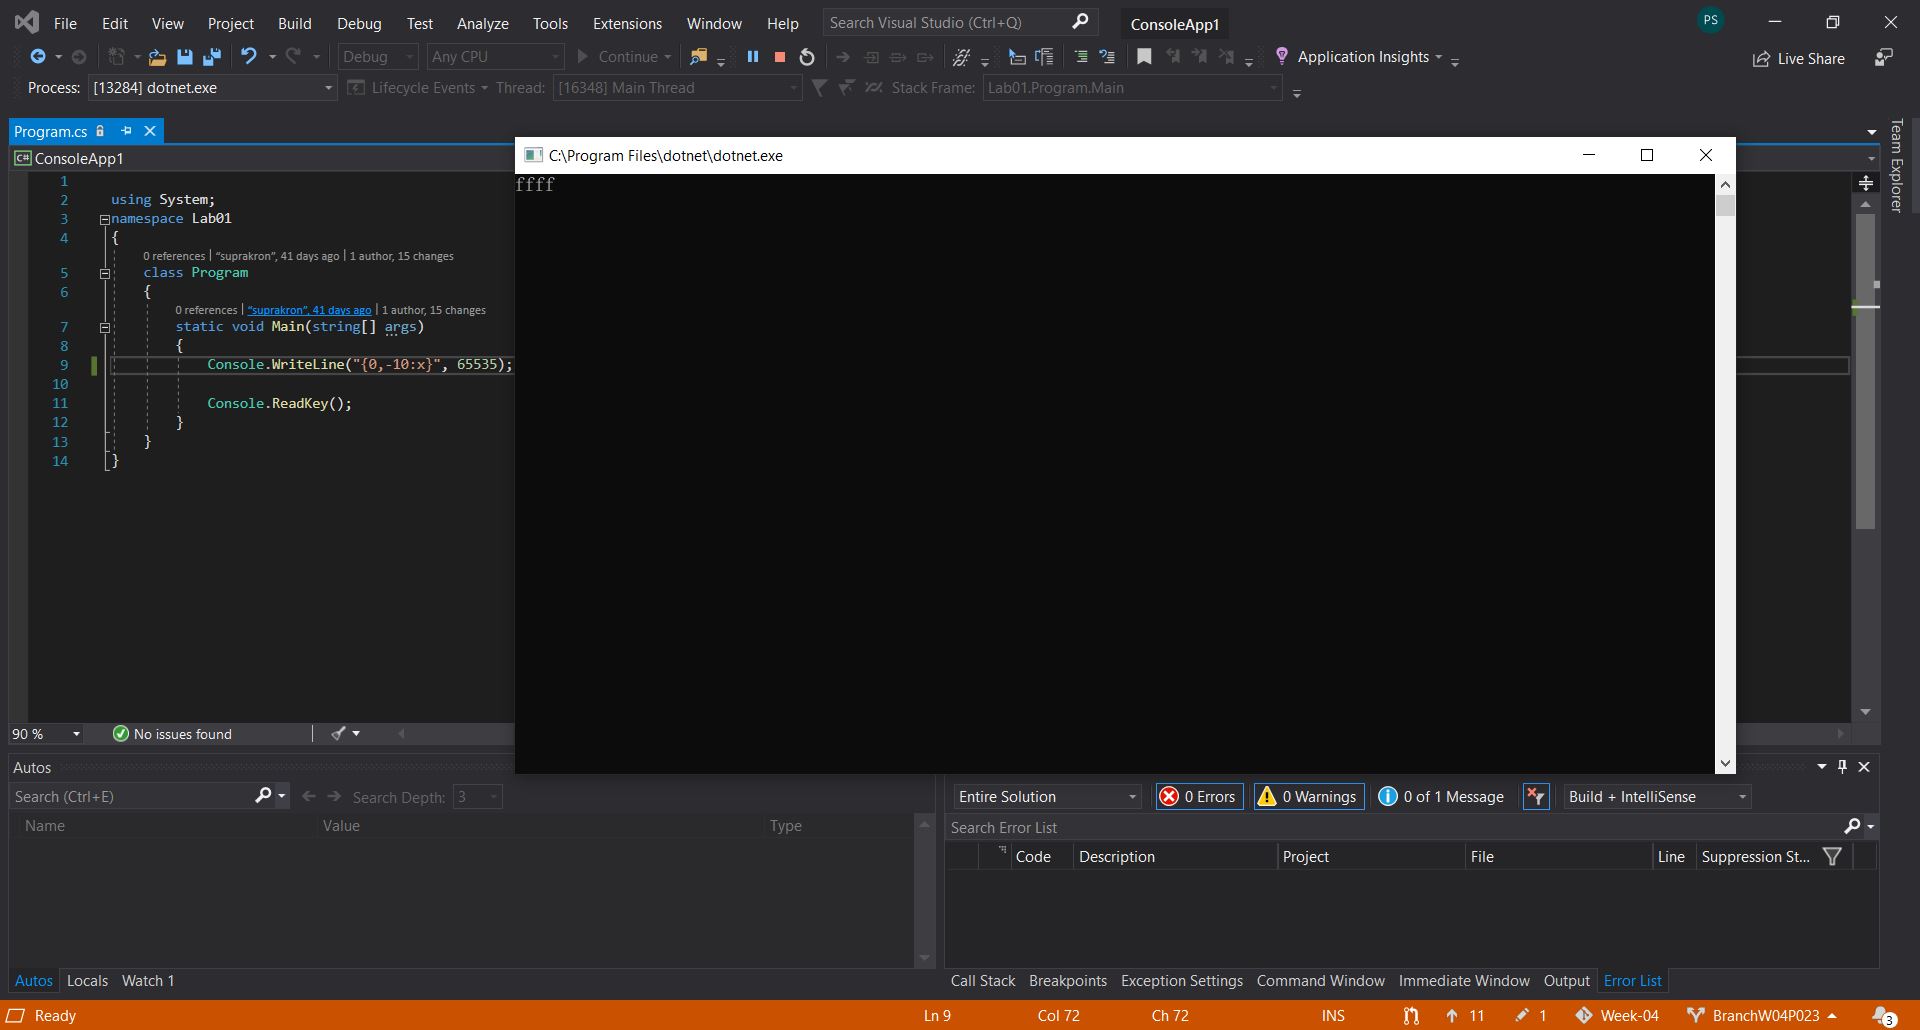 File Edit View Project Build Debug Test Analyze Tools Extensions Window Help Search Visual Studio (Ctrl+Q) ConsoleApp1 PS
Debug Any CPU Continue Application Insights Live Share
Process: [13284] dotnet.exe Lifecycle Events Thread: [16348] Main Thread Stack Frame: Lab01.Program.Main
Program.cs
C# ConsoleApp1
1
2 using System;
3 namespace Lab01
4 {
0 references | "suprakron", 41 days ago | 1 author, 15 changes
5 class Program
6 {
0 references | "suprakron", 41 days ago | 1 author, 15 changes
7 static void Main(string[] args)
8 {
9 Console.WriteLine("{0,-10:x}", 65535);
10
11 Console.ReadKey();
12 }
13 }
14 }
C:\Program Files\dotnet\dotnet.exe
ffff
Team Explorer
90 % No issues found
Autos
Search (Ctrl+E) Search Depth: 3
Name Value Type
Autos Locals Watch 1
Entire Solution 0 Errors 0 Warnings 0 of 1 Message Build + IntelliSense
Search Error List
Code Description Project File Line Suppression St...
Call Stack Breakpoints Exception Settings Command Window Immediate Window Output Error List
Ready Ln 9 Col 72 Ch 72 INS 11 1 Week-04 BranchW04P023 3